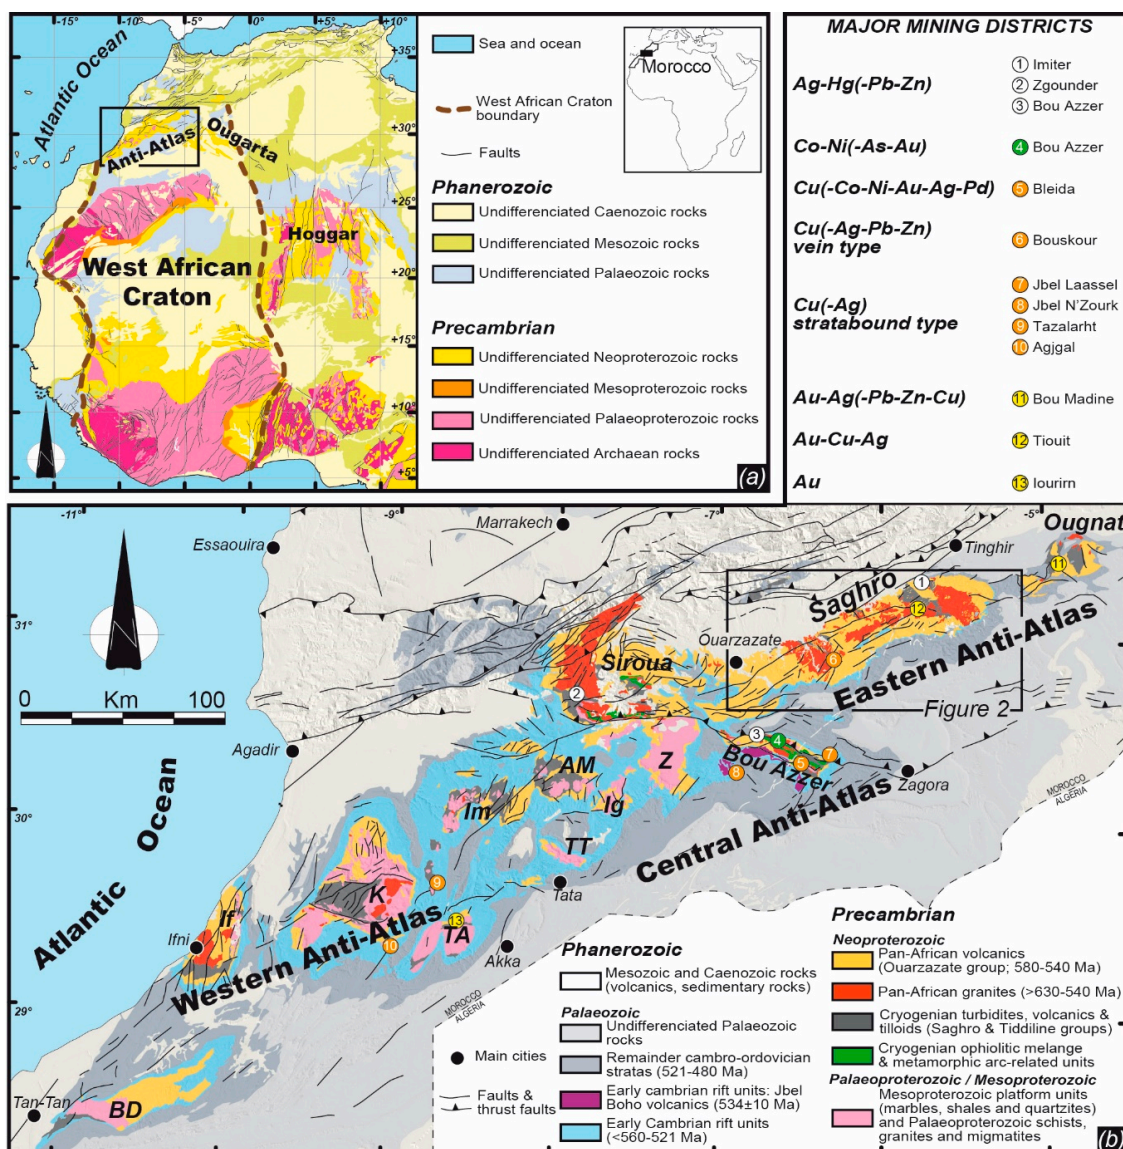 -15°
-10°
-5°
0°
+5°
+10°
+35°
+30°
+25°
+20°
+15°
+10°
+5°
Atlantic Ocean
Anti-Atlas
Ougarta
Hoggar
West African
Craton
Sea and ocean
West African Craton
boundary
Faults
Phanerozoic
Undifferenciated Caenozoic rocks
Undifferenciated Mesozoic rocks
Undifferenciated Palaeozoic rocks
Precambrian
Undifferenciated Neoproterozoic rocks
Undifferenciated Mesoproterozoic rocks
Undifferenciated Palaeoproterozoic rocks
Undifferenciated Archaean rocks
Morocco
(a)
MAJOR MINING DISTRICTS
Ag-Hg(-Pb-Zn)
1 Imiter
2 Zgounder
3 Bou Azzer
Co-Ni(-As-Au)
4 Bou Azzer
Cu(-Co-Ni-Au-Ag-Pd)
5 Bleida
Cu(-Ag-Pb-Zn)
vein type
6 Bouskour
Cu(-Ag)
stratabound type
7 Jbel Laassel
8 Jbel N'Zourk
9 Tazalarht
10 Agjgal
Au-Ag(-Pb-Zn-Cu)
11 Bou Madine
Au-Cu-Ag
12 Tiouit
Au
13 Iourirn
-11°
-9°
-7°
-5°
31°
30°
29°
N
0 Km 100
Essaouira
Marrakech
Tinghir
Ougnat
11
Saghro
1
12
Ouarzazate
6
Eastern Anti-Atlas
Figure 2
Siroua
2
Agadir
3
4
5
7
8
Bou Azzer
Zagora
MOROCCO
ALGERIA
Atlantic
Ocean
AM
Z
Im
Ig
TT
Central Anti-Atlas
K
9
Tata
If
Ifni
13
TA
10
Akka
Western Anti-Atlas
MOROCCO
ALGERIA
Tan-Tan
BD
Main cities
Faults &
thrust faults
Phanerozoic
Mesozoic and Caenozoic rocks
(volcanics, sedimentary rocks)
Palaeozoic
Undifferenciated Palaeozoic
rocks
Remainder cambro-ordovician
stratas (521-480 Ma)
Early cambrian rift units: Jbel
Boho volcanics (534±10 Ma)
Early Cambrian rift units
(<560-521 Ma)
Precambrian
Neoproterozoic
Pan-African volcanics
(Ouarzazate group; 580-540 Ma)
Pan-African granites (>630-540 Ma)
Cryogenian turbidites, volcanics &
tilloids (Saghro & Tiddiline groups)
Cryogenian ophiolitic melange
& metamorphic arc-related units
Palaeoproterozoic / Mesoproterozoic
Mesoproterozoic platform units
(marbles, shales and quartzites)
and Palaeoproterozoic schists,
granites and migmatites
(b)